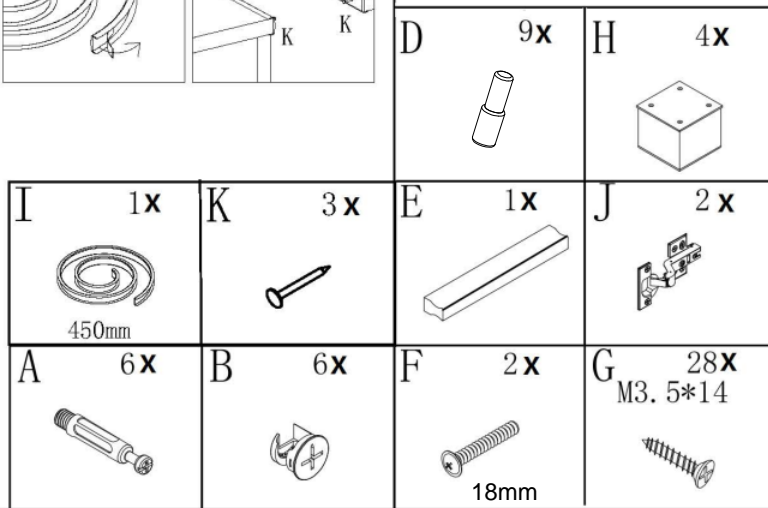 K
K
D 9x
H 4x
I 1x
K 3x
E 1x
J 2x
450mm
A 6x
B 6x
F 2x
G 28x
M3.5*14
18mm